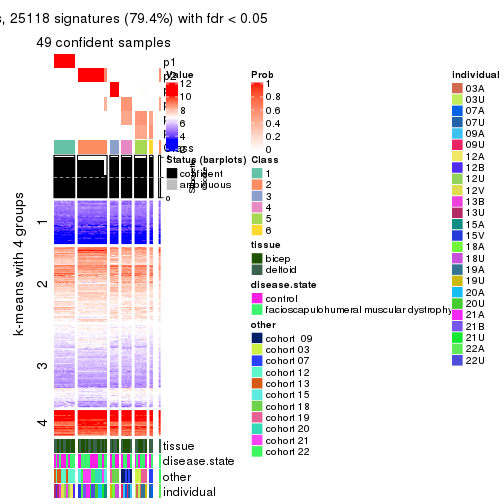 s, 25118 signatures (79.4%) with fdr < 0.05
49 confident samples
p1
p2
Class
k-means with 4 groups
1
2
3
4
tissue
disease.state
other
individual
Value
12
10
8
6
4
Status (barplots)
confident
ambiguous
0
Prob
1
0.8
0.6
0.4
0.2
0
Class
1
2
3
4
5
6
tissue
bicep
deltoid
disease.state
control
facioscapulohumeral muscular dystrophy
other
cohort 09
cohort 03
cohort 07
cohort 12
cohort 13
cohort 15
cohort 18
cohort 19
cohort 20
cohort 21
cohort 22
individual
03A
03U
07A
07U
09A
09U
12A
12B
12U
12V
13B
13U
15A
15V
18A
18U
19A
19U
20A
20U
21A
21B
21U
22A
22U